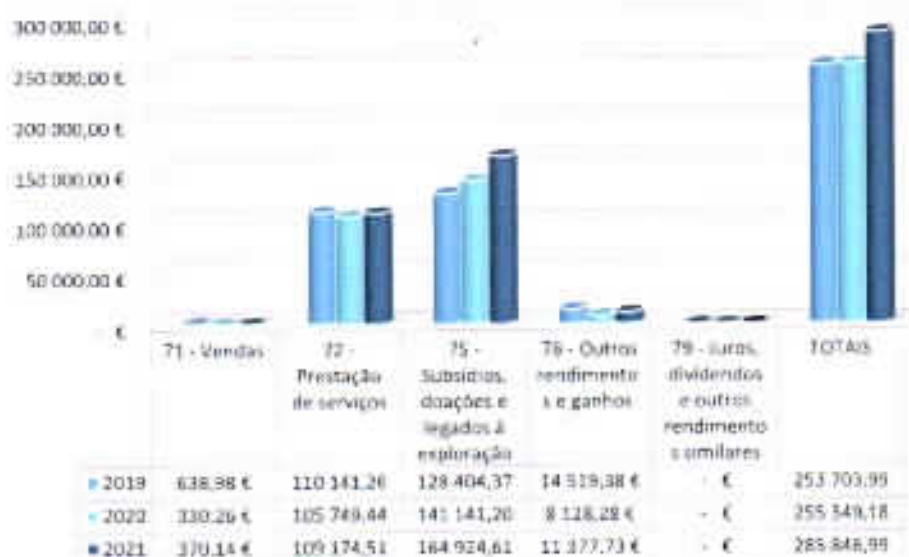 300 000,00 €
250 000,00 €
200 000,00 €
150 000,00 €
100 000,00 €
50 000,00 €
€
71 - Vendas 72 - 75 - 78 - Outros 79 - Juros, TOTAIS
Prestação Subsídios, rendimento dividendos
de serviços doações e s e ganhos e outros
legados à rendimento
exploração s similares
2019 638,98 € 110 141,26 128 404,37 14 519,38 € - € 253 703,99
2020 330,26 € 105 749,44 141 141,20 8 128,28 € - € 255 349,18
2021 370,14 € 109 174,51 164 924,61 11 377,73 € - € 285 846,99